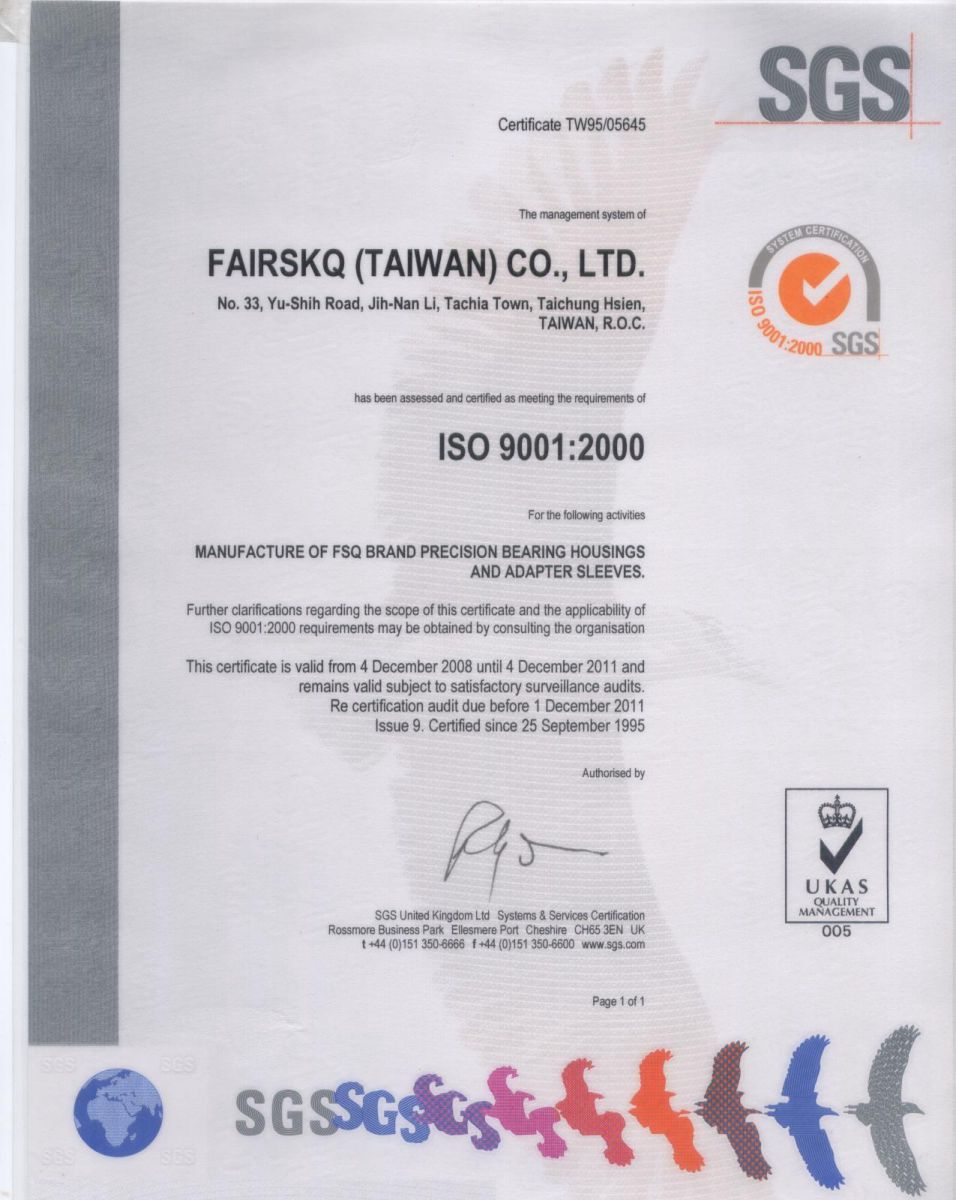 SGS
Certificate TW95/05645
The management system of
FAIRSKQ (TAIWAN) CO., LTD.
No. 33, Yu-Shih Road, Jih-Nan Li, Tachia Town, Taichung Hsien,
TAIWAN, R.O.C.
SYSTEM CERTIFICATION
ISO 9001:2000
SGS
has been assessed and certified as meeting the requirements of
ISO 9001:2000
For the following activities
MANUFACTURE OF FSQ BRAND PRECISION BEARING HOUSINGS
AND ADAPTER SLEEVES.
Further clarifications regarding the scope of this certificate and the applicability of
ISO 9001:2000 requirements may be obtained by consulting the organisation
This certificate is valid from 4 December 2008 until 4 December 2011 and
remains valid subject to satisfactory surveillance audits.
Re certification audit due before 1 December 2011
Issue 9. Certified since 25 September 1995
Authorised by
UKAS
QUALITY
MANAGEMENT
005
SGS United Kingdom Ltd Systems & Services Certification
Rossmore Business Park Ellesmere Port Cheshire CH65 3EN UK
t +44 (0)151 350-6666 f +44 (0)151 350-6600 www.sgs.com
Page 1 of 1
SGS SGS
SGS SGS
SGS SGS SGS